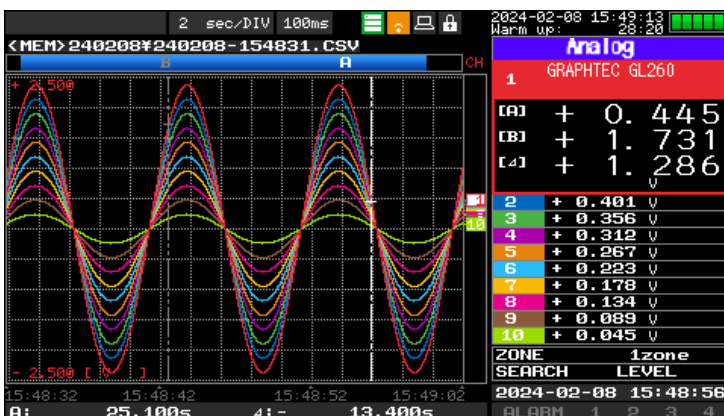 2 sec/DIV 100ms
2024-02-08 15:49:13
Warm up: 28:20
<MEM>240208¥240208-154831.CSV
Analog
B A CH
1 GRAPHTEC GL260
+ 2.500
[A] + 0.445
[B] + 1.731
[⊿] + 1.286
V
1
10
2 + 0.401 V
3 + 0.356 V
4 + 0.312 V
5 + 0.267 V
6 + 0.223 V
7 + 0.178 V
8 + 0.134 V
9 + 0.089 V
10 + 0.045 V
- 2.500 [ V ]
ZONE 1zone
SEARCH LEVEL
15:48:32 15:48:42 15:48:52 15:49:02
2024-02-08 15:48:56
A: 25.100s ⊿:- 13.400s
ALARM 1 2 3 4